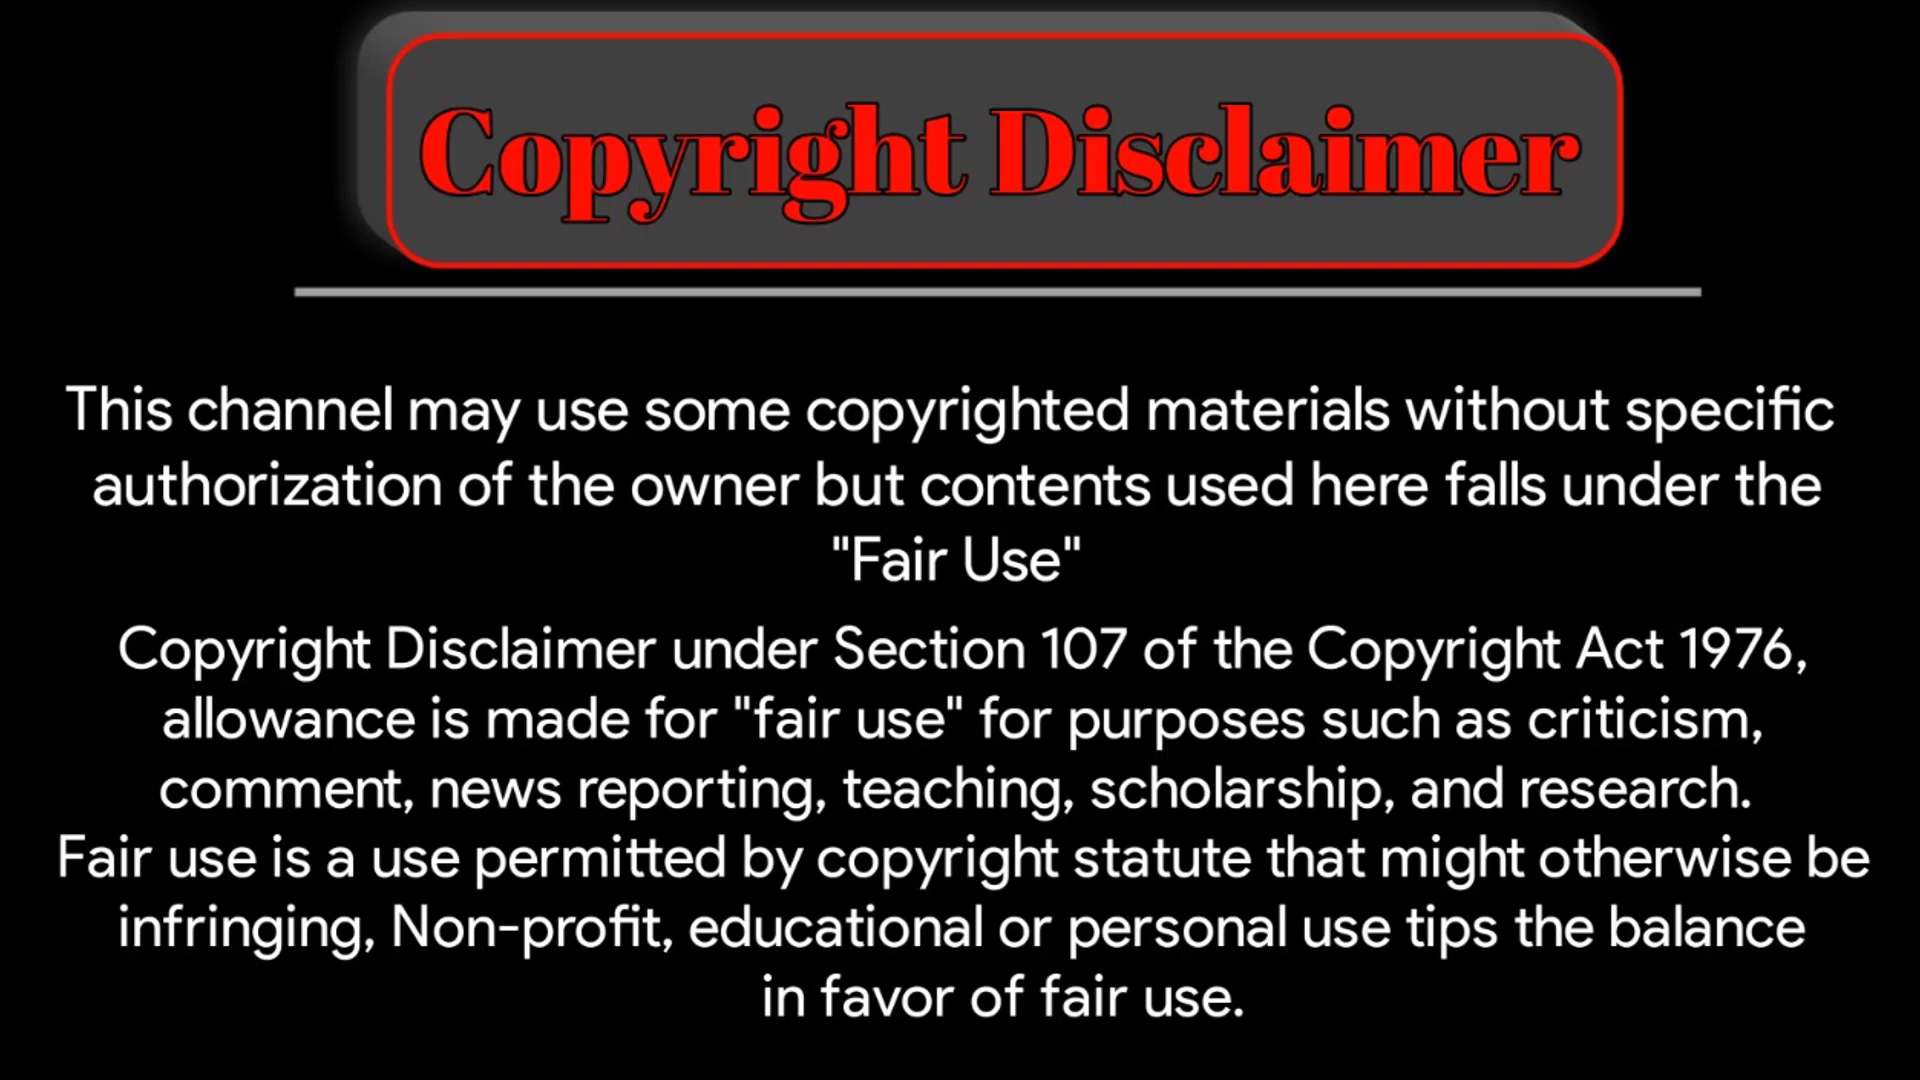 Copyright Disclaimer
This channel may use some copyrighted materials without specific
authorization of the owner but contents used here falls under the
"Fair Use"
Copyright Disclaimer under Section 107 of the Copyright Act 1976,
allowance is made for "fair use" for purposes such as criticism,
comment, news reporting, teaching, scholarship, and research.
Fair use is a use permitted by copyright statute that might otherwise be
infringing, Non-profit, educational or personal use tips the balance
in favor of fair use.